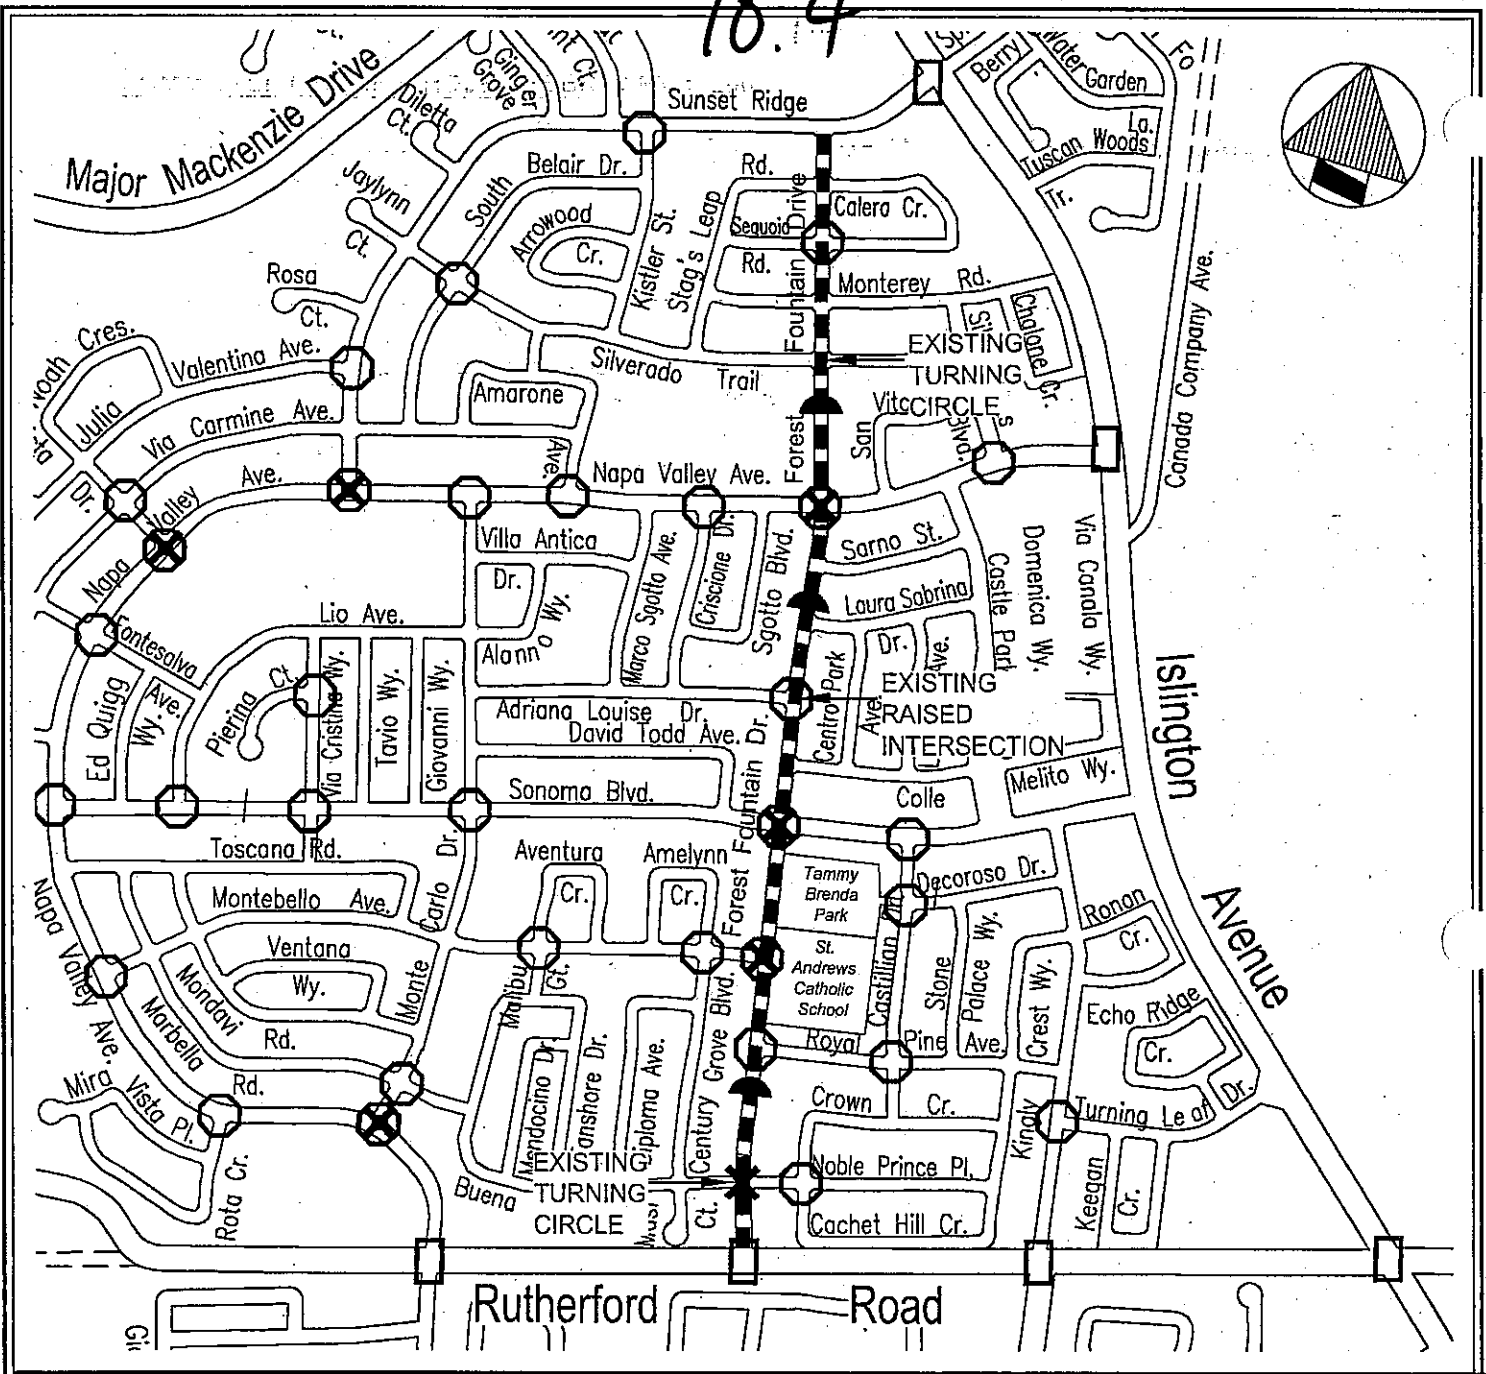 18.4
Major Mackenzie Drive
Ginger
Grove
Diletta
Ct.
Jaylynn
Ct.
Sunset Ridge
Berry
Water
Garden
La.
Tuscan Woods
Tr.
Belair Dr.
South
Arrowood
Cr.
Kistler St.
Stag's Leap
Rd.
Sequoia
Rd.
Calera Cr.
Forest Fountain Drive
Monterey Rd.
Chalone Cr.
Canada Company Ave.
Rosa
Ct.
EXISTING
TURNING
CIRCLE
Silverado Trail
Cres.
Valentina Ave.
Julia
Dr.
Via Carmine Ave.
Amarone
Ave.
San
Blvd.
Napa Valley Ave.
Napa Valley Ave.
Villa Antica
Dr.
Marco Sgotto Ave.
Criscione Dr.
Sgotto Blvd.
Sarno St.
Laura Sabrina
Dr.
Castle Park
Domenica Wy.
Via Canala Wy.
Lio Ave.
Fontesalva
Ave.
Alanno Wy.
Ed Quigg
Wy.
Pierina Ct.
Via Cristina Wy.
Tavio Wy.
Giovanni Wy.
Centro Park
Ave.
Ave.
EXISTING
RAISED
INTERSECTION
Adriana Louise Dr.
David Todd Ave.
Islington Avenue
Sonoma Blvd.
Colle
Melito Wy.
Toscana Rd.
Monte Carlo Dr.
Aventura
Cr.
Amelynn
Cr.
Forest Fountain Dr.
Tammy
Brenda
Park
Decoroso Dr.
Montebello Ave.
Ronan
Cr.
Ventana
Wy.
Napa Valley Ave.
Mondavi
Rd.
Marbella
Rd.
Malibu
Gt.
St.
Andrews
Catholic
School
Castillian
Stone
Palace Wy.
Crest Wy.
Echo Ridge
Cr.
Royal Pine Ave.
Century Grove Blvd.
Mendocino Dr.
Mira Vista Pl.
Crown Cr.
Turning Leaf Dr.
Rota Cr.
Buena
EXISTING
TURNING
CIRCLE
Ct.
Noble Prince Pl.
Cachet Hill Cr.
Keegan
Cr.
Rutherford Road